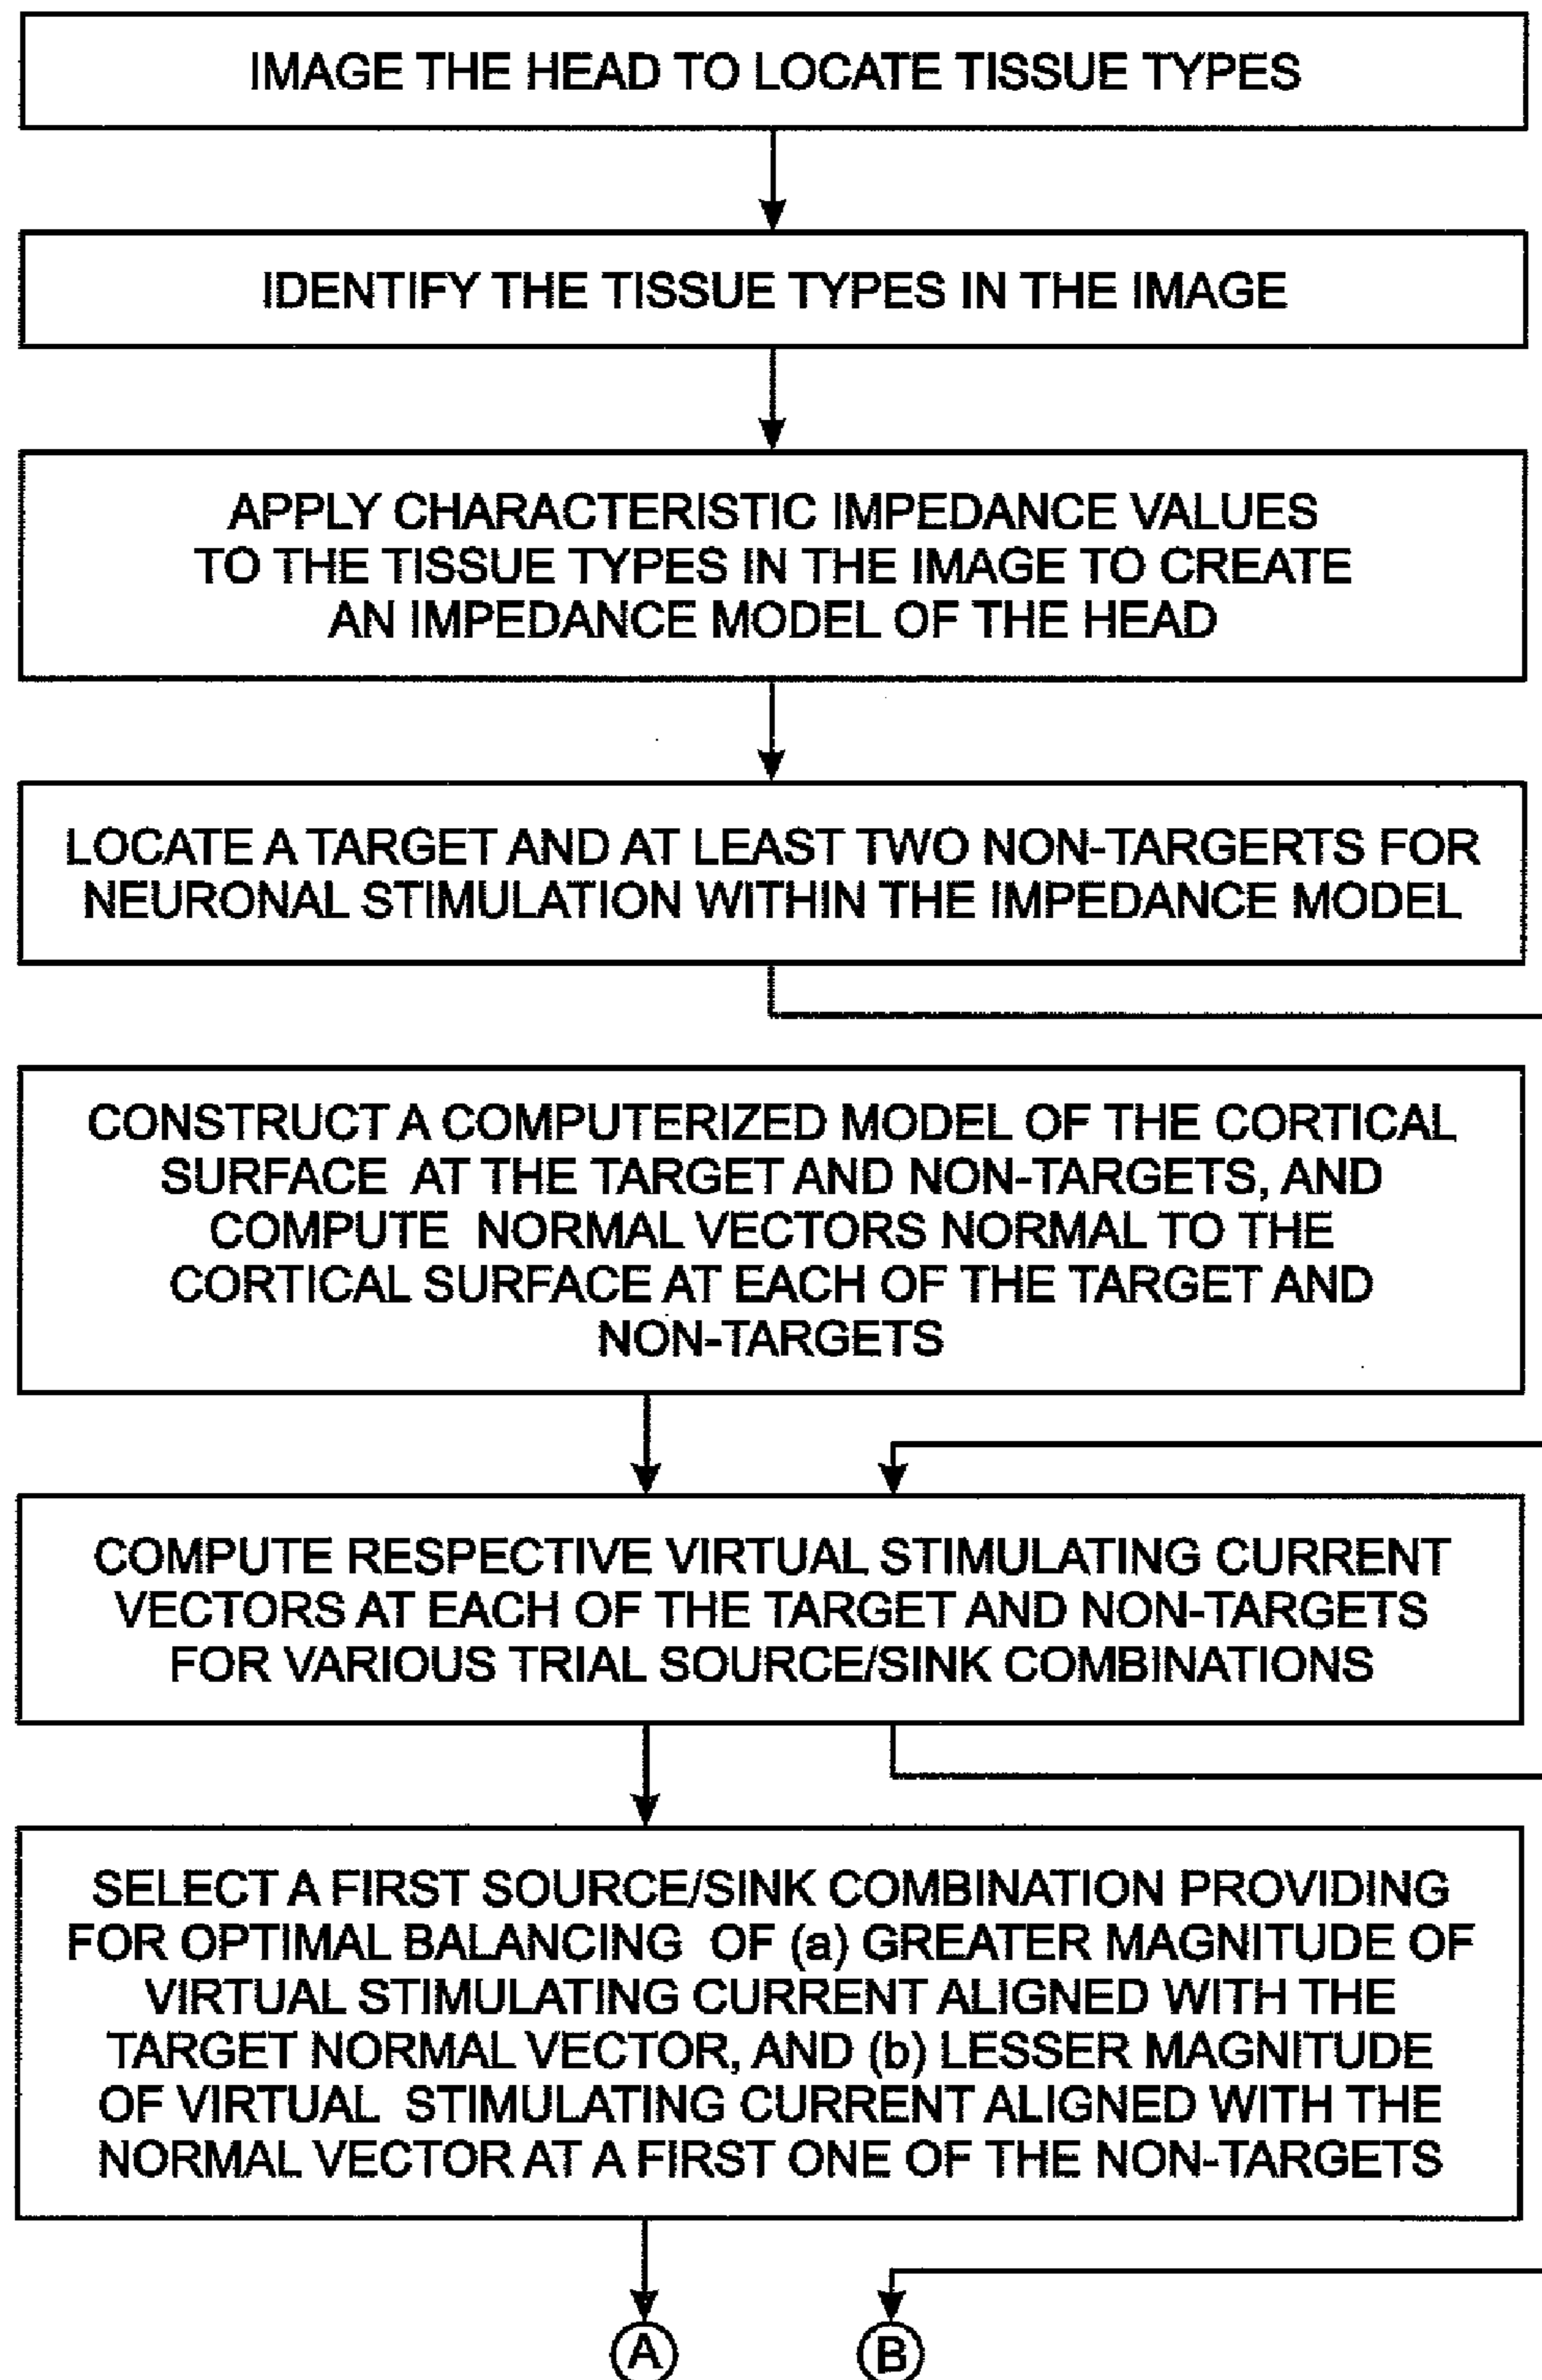 IMAGE THE HEAD TO LOCATE TISSUE TYPES
IDENTIFY THE TISSUE TYPES IN THE IMAGE
APPLY CHARACTERISTIC IMPEDANCE VALUES
TO THE TISSUE TYPES IN THE IMAGE TO CREATE
AN IMPEDANCE MODEL OF THE HEAD
LOCATE A TARGET AND AT LEAST TWO NON-TARGERTS FOR
NEURONAL STIMULATION WITHIN THE IMPEDANCE MODEL
CONSTRUCT A COMPUTERIZED MODEL OF THE CORTICAL
SURFACE AT THE TARGET AND NON-TARGETS, AND
COMPUTE NORMAL VECTORS NORMAL TO THE
CORTICAL SURFACE AT EACH OF THE TARGET AND
NON-TARGETS
COMPUTE RESPECTIVE VIRTUAL STIMULATING CURRENT
VECTORS AT EACH OF THE TARGET AND NON-TARGETS
FOR VARIOUS TRIAL SOURCE/SINK COMBINATIONS
SELECT A FIRST SOURCE/SINK COMBINATION PROVIDING
FOR OPTIMAL BALANCING OF (a) GREATER MAGNITUDE OF
VIRTUAL STIMULATING CURRENT ALIGNED WITH THE
TARGET NORMAL VECTOR, AND (b) LESSER MAGNITUDE
OF VIRTUAL STIMULATING CURRENT ALIGNED WITH THE
NORMAL VECTOR AT A FIRST ONE OF THE NON-TARGETS
A
B